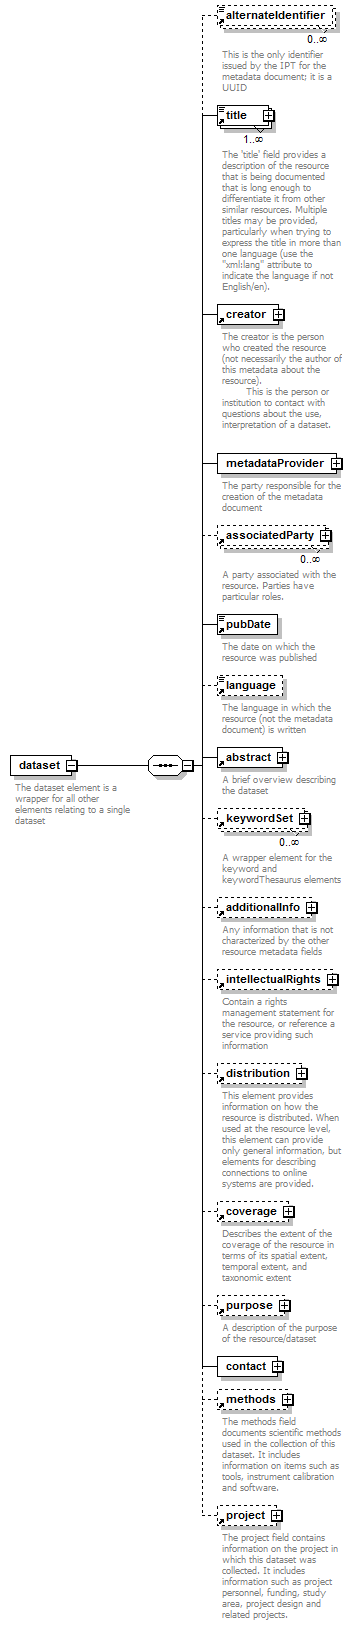 alternateIdentifier
0..∞
This is the only identifier
issued by the IPT for the
metadata document; it is a
UUID
title
1..∞
The 'title' field provides a
description of the resource
that is being documented
that is long enough to
differentiate it from other
similar resources. Multiple
titles may be provided,
particularly when trying to
express the title in more than
one language (use the
"xml:lang" attribute to
indicate the language if not
English/en).
creator
The creator is the person
who created the resource
(not necessarily the author of
this metadata about the
resource).
This is the person or
institution to contact with
questions about the use,
interpretation of a dataset.
metadataProvider
The party responsible for the
creation of the metadata
document
associatedParty
0..∞
A party associated with the
resource. Parties have
particular roles.
pubDate
The date on which the
resource was published
language
The language in which the
resource (not the metadata
document) is written
dataset
The dataset element is a
wrapper for all other
elements relating to a single
dataset
abstract
A brief overview describing
the dataset
keywordSet
0..∞
A wrapper element for the
keyword and
keywordThesaurus elements
additionalInfo
Any information that is not
characterized by the other
resource metadata fields
intellectualRights
Contain a rights
management statement for
the resource, or reference a
service providing such
information
distribution
This element provides
information on how the
resource is distributed. When
used at the resource level,
this element can provide
only general information, but
elements for describing
connections to online
systems are provided.
coverage
Describes the extent of the
coverage of the resource in
terms of its spatial extent,
temporal extent, and
taxonomic extent
purpose
A description of the purpose
of the resource/dataset
contact
methods
The methods field
documents scientific methods
used in the collection of this
dataset. It includes
information on items such as
tools, instrument calibration
and software.
project
The project field contains
information on the project in
which this dataset was
collected. It includes
information such as project
personnel, funding, study
area, project design and
related projects.